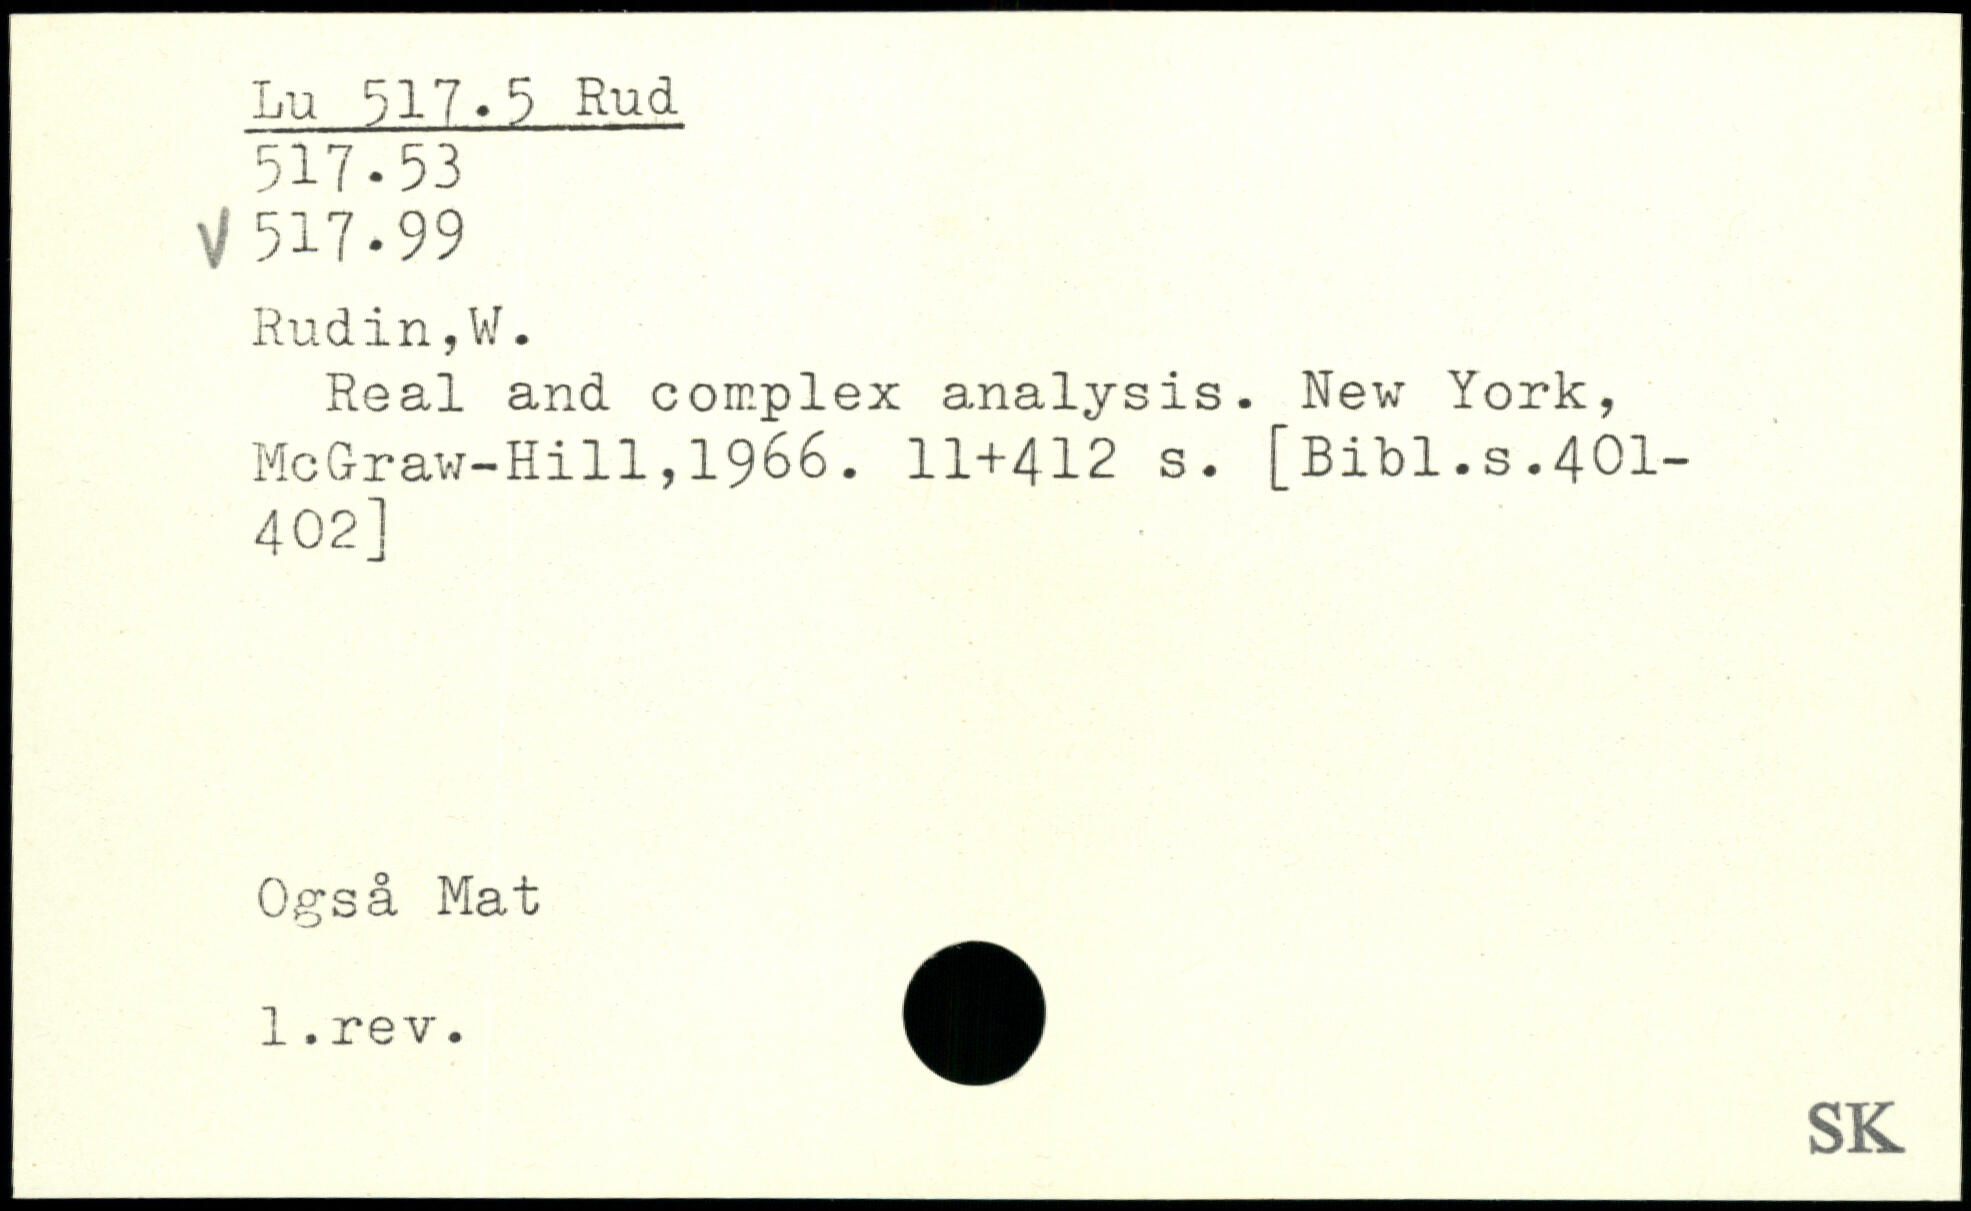 Lu 517.5 Rud
517.53
√ 517.99
Rudin,W.
Real and complex analysis. New York,
McGraw-Hill,1966. 11+412 s. [Bibl.s.401-
402]
Også Mat
1.rev.
SK